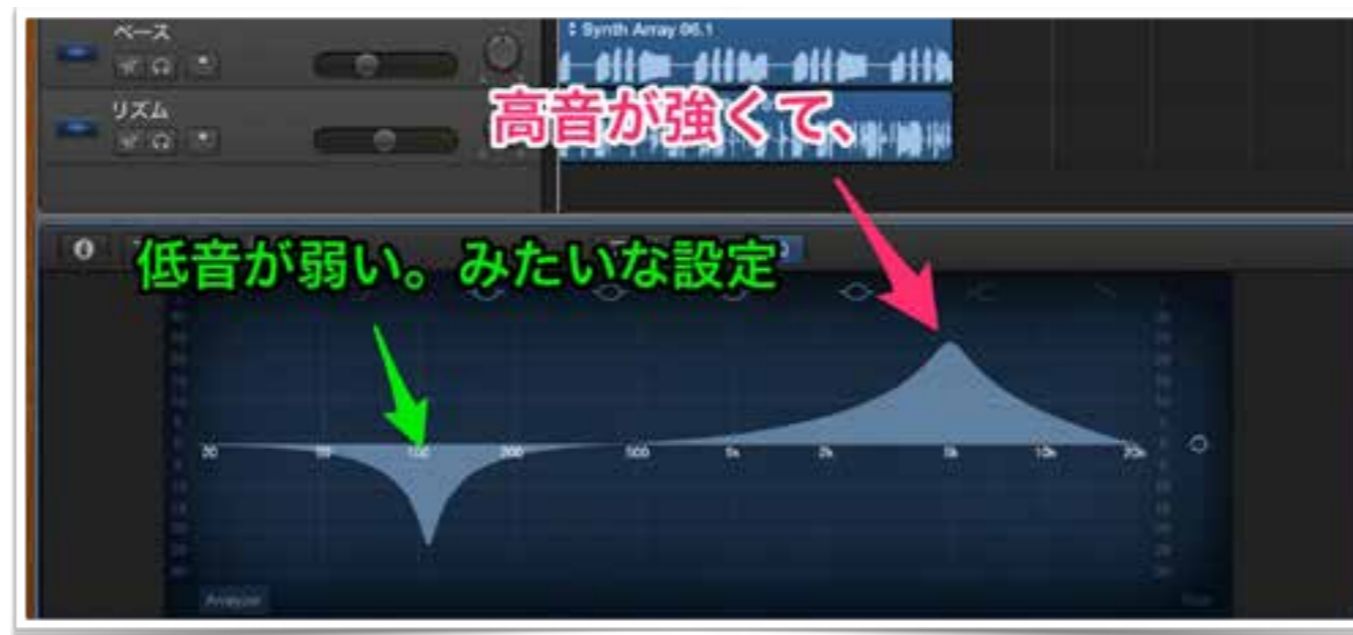 ベース
Synth Array 06.1
リズム
高音が強くて、
低音が弱い。みたいな設定
20 50 100 200 500 1k 2k 5k 10k 20k
Analyzer